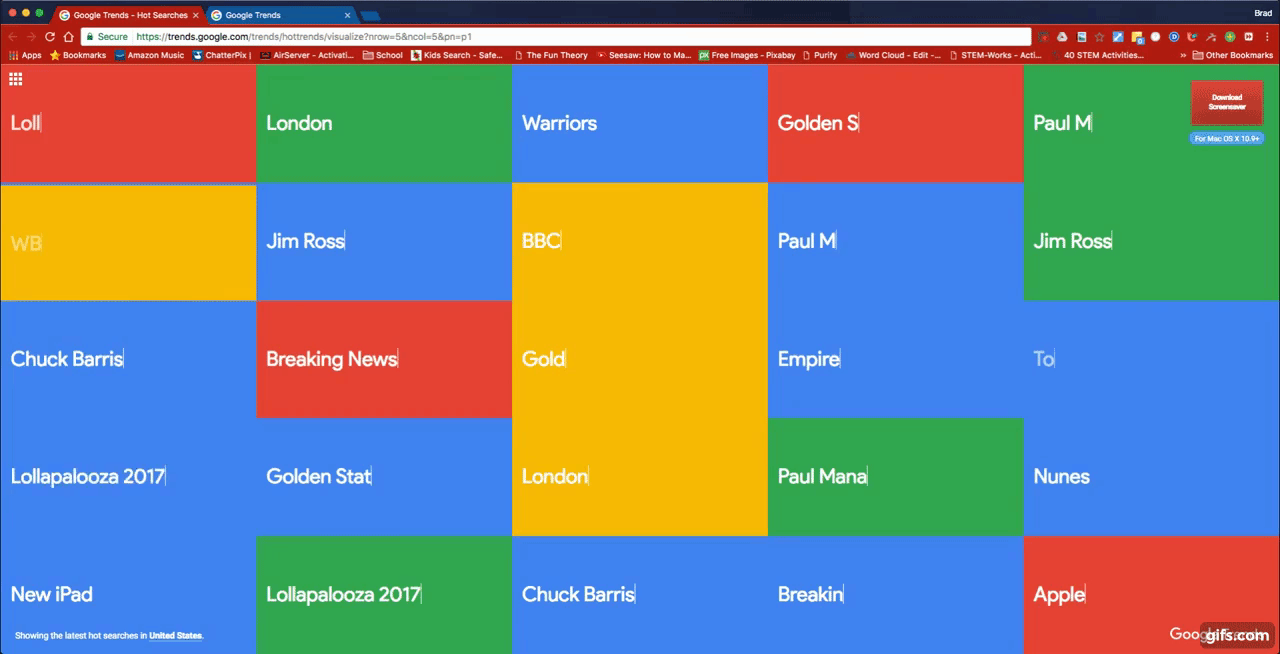 Google Trends - Hot Searches
Google Trends
Brad
Secure https://trends.google.com/trends/hottrends/visualize?nrow=5&ncol=5&pn=p1
Apps Bookmarks Amazon Music ChatterPix | AirServer - Activati... School Kids Search - Safe... The Fun Theory Seesaw: How to Ma... Free Images - Pixabay Purify Word Cloud - Edit -... STEM-Works - Acti... 40 STEM Activities... » Other Bookmarks
Download
Screensaver
For Mac OS X 10.9+
Loll London Warriors Golden S Paul M
WB Jim Ross BBC Paul M Jim Ross
Chuck Barris Breaking News Gold Empire To
Lollapalooza 2017 Golden Stat London Paul Mana Nunes
New iPad Lollapalooza 2017 Chuck Barris Breakin Apple
Showing the latest hot searches in United States.
gifs.com